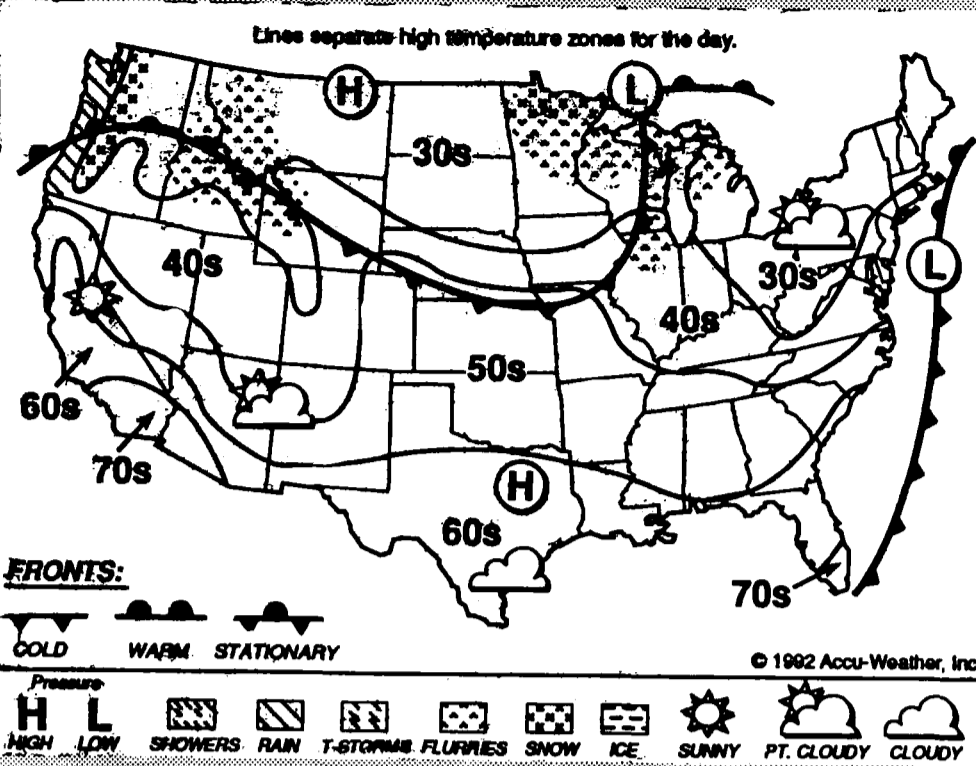 Lines separate high temperature zones for the day.
H
L
30s
40s
30s
L
40s
50s
60s
70s
H
60s
70s
FRONTS:
COLD WARM STATIONARY
© 1992 Accu-Weather, Inc
Pressure
H L
HIGH LOW SHOWERS RAIN T-STORMS FLURRIES SNOW ICE SUNNY PT. CLOUDY CLOUDY